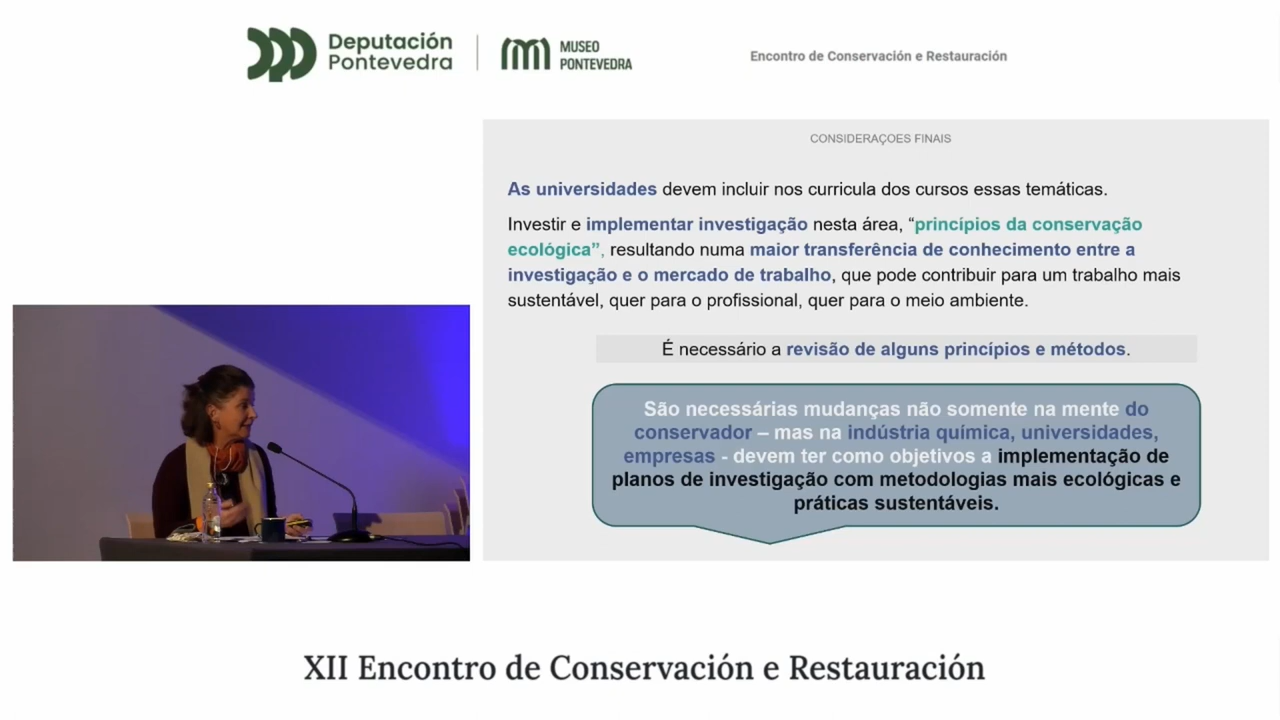 Deputación
Pontevedra
MUSEO
PONTEVEDRA
Encontro de Conservación e Restauración
CONSIDERAÇOES FINAIS
As universidades devem incluir nos curricula dos cursos essas temáticas.
Investir e implementar investigação nesta área, “princípios da conservação
ecológica”, resultando numa maior transferência de conhecimento entre a
investigação e o mercado de trabalho, que pode contribuir para um trabalho mais
sustentável, quer para o profissional, quer para o meio ambiente.
É necessário a revisão de alguns princípios e métodos.
São necessárias mudanças não somente na mente do
conservador – mas na indústria química, universidades,
empresas - devem ter como objetivos a implementação de
planos de investigação com metodologias mais ecológicas e
práticas sustentáveis.
XII Encontro de Conservación e Restauración